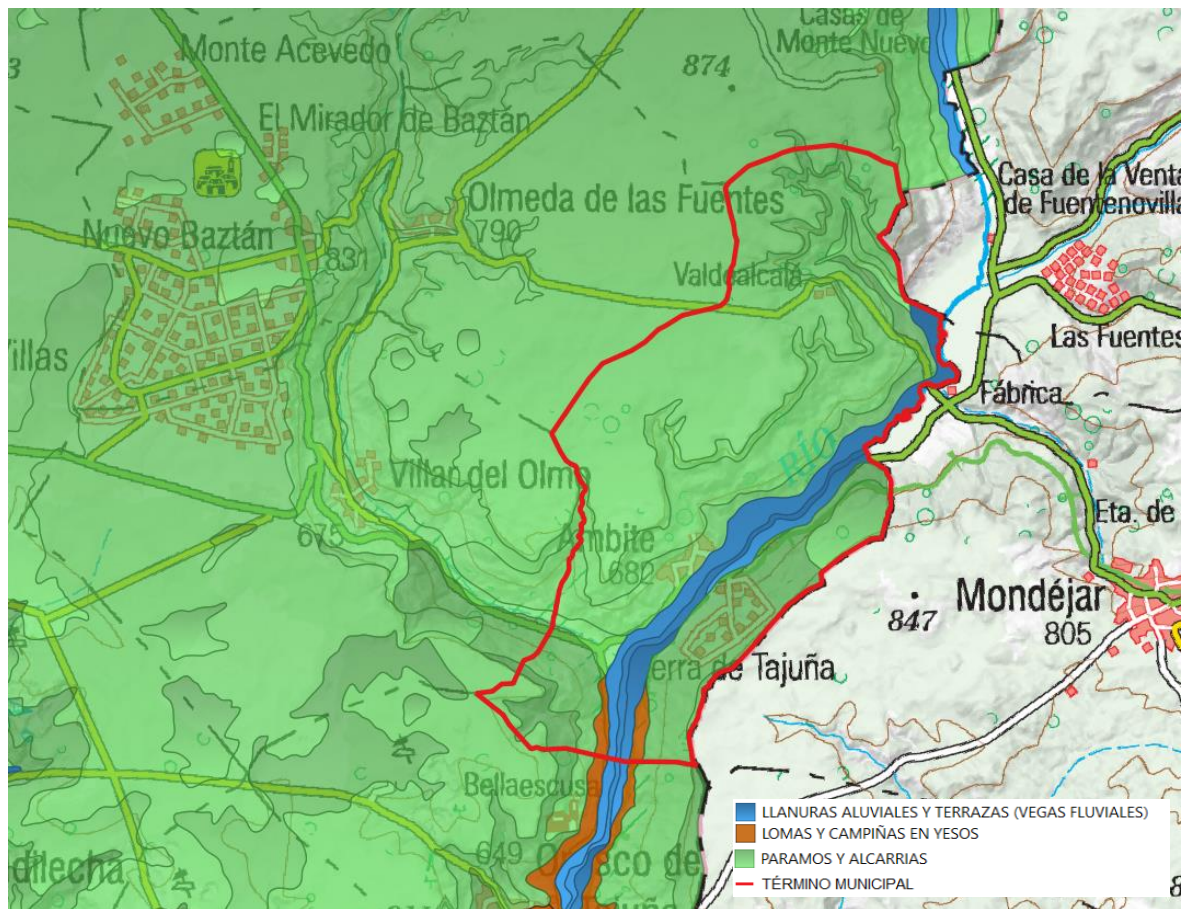 Casas de
Monte Nuevo
Monte Acevedo
3
874
El Mirador de Baztán
Casa de la Venta
de Fuentenovilla
Olmeda de las Fuentes
790
Nuevo Baztán
831
Valdealcalá
Las Fuentes
Villas
Fábrica
RÍO
Villar del Olmo
675
Eta. de
Ambite
682
Mondéjar
805
847
erra de Tajuña
Bellaescusa
649
dilecha
LLANURAS ALUVIALES Y TERRAZAS (VEGAS FLUVIALES)
LOMAS Y CAMPIÑAS EN YESOS
PARAMOS Y ALCARRIAS
TÉRMINO MUNICIPAL